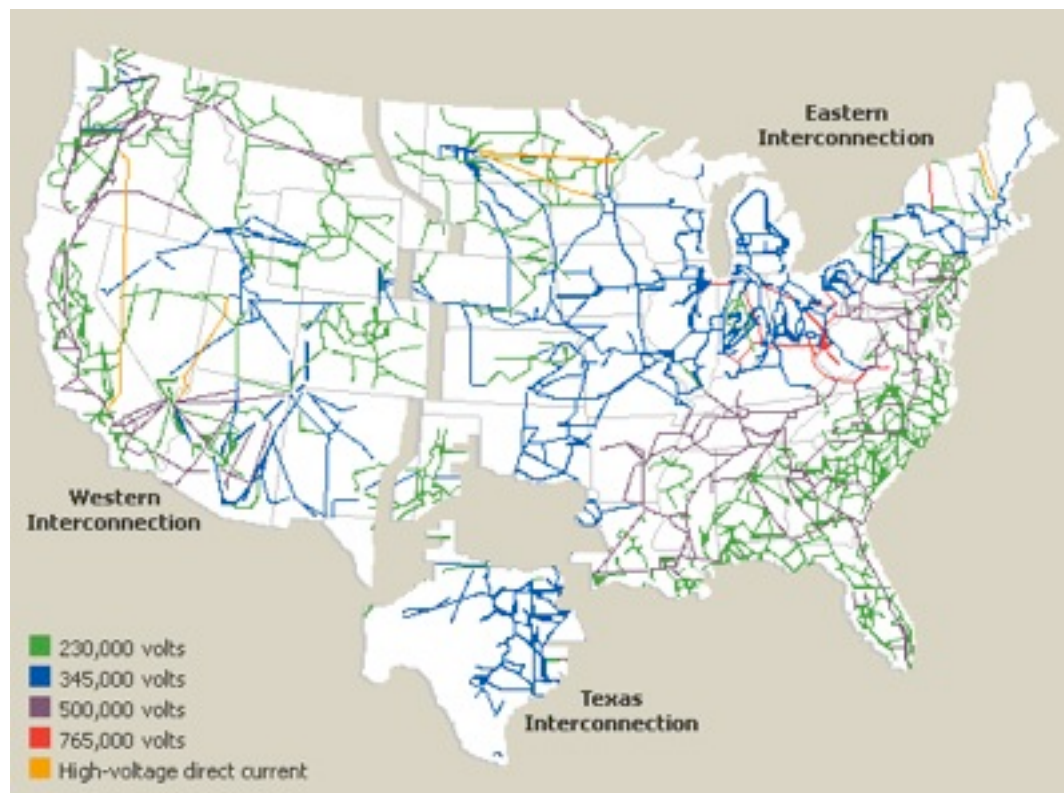 Eastern
Interconnection
Western
Interconnection
Texas
Interconnection
230,000 volts
345,000 volts
500,000 volts
765,000 volts
High-voltage direct current